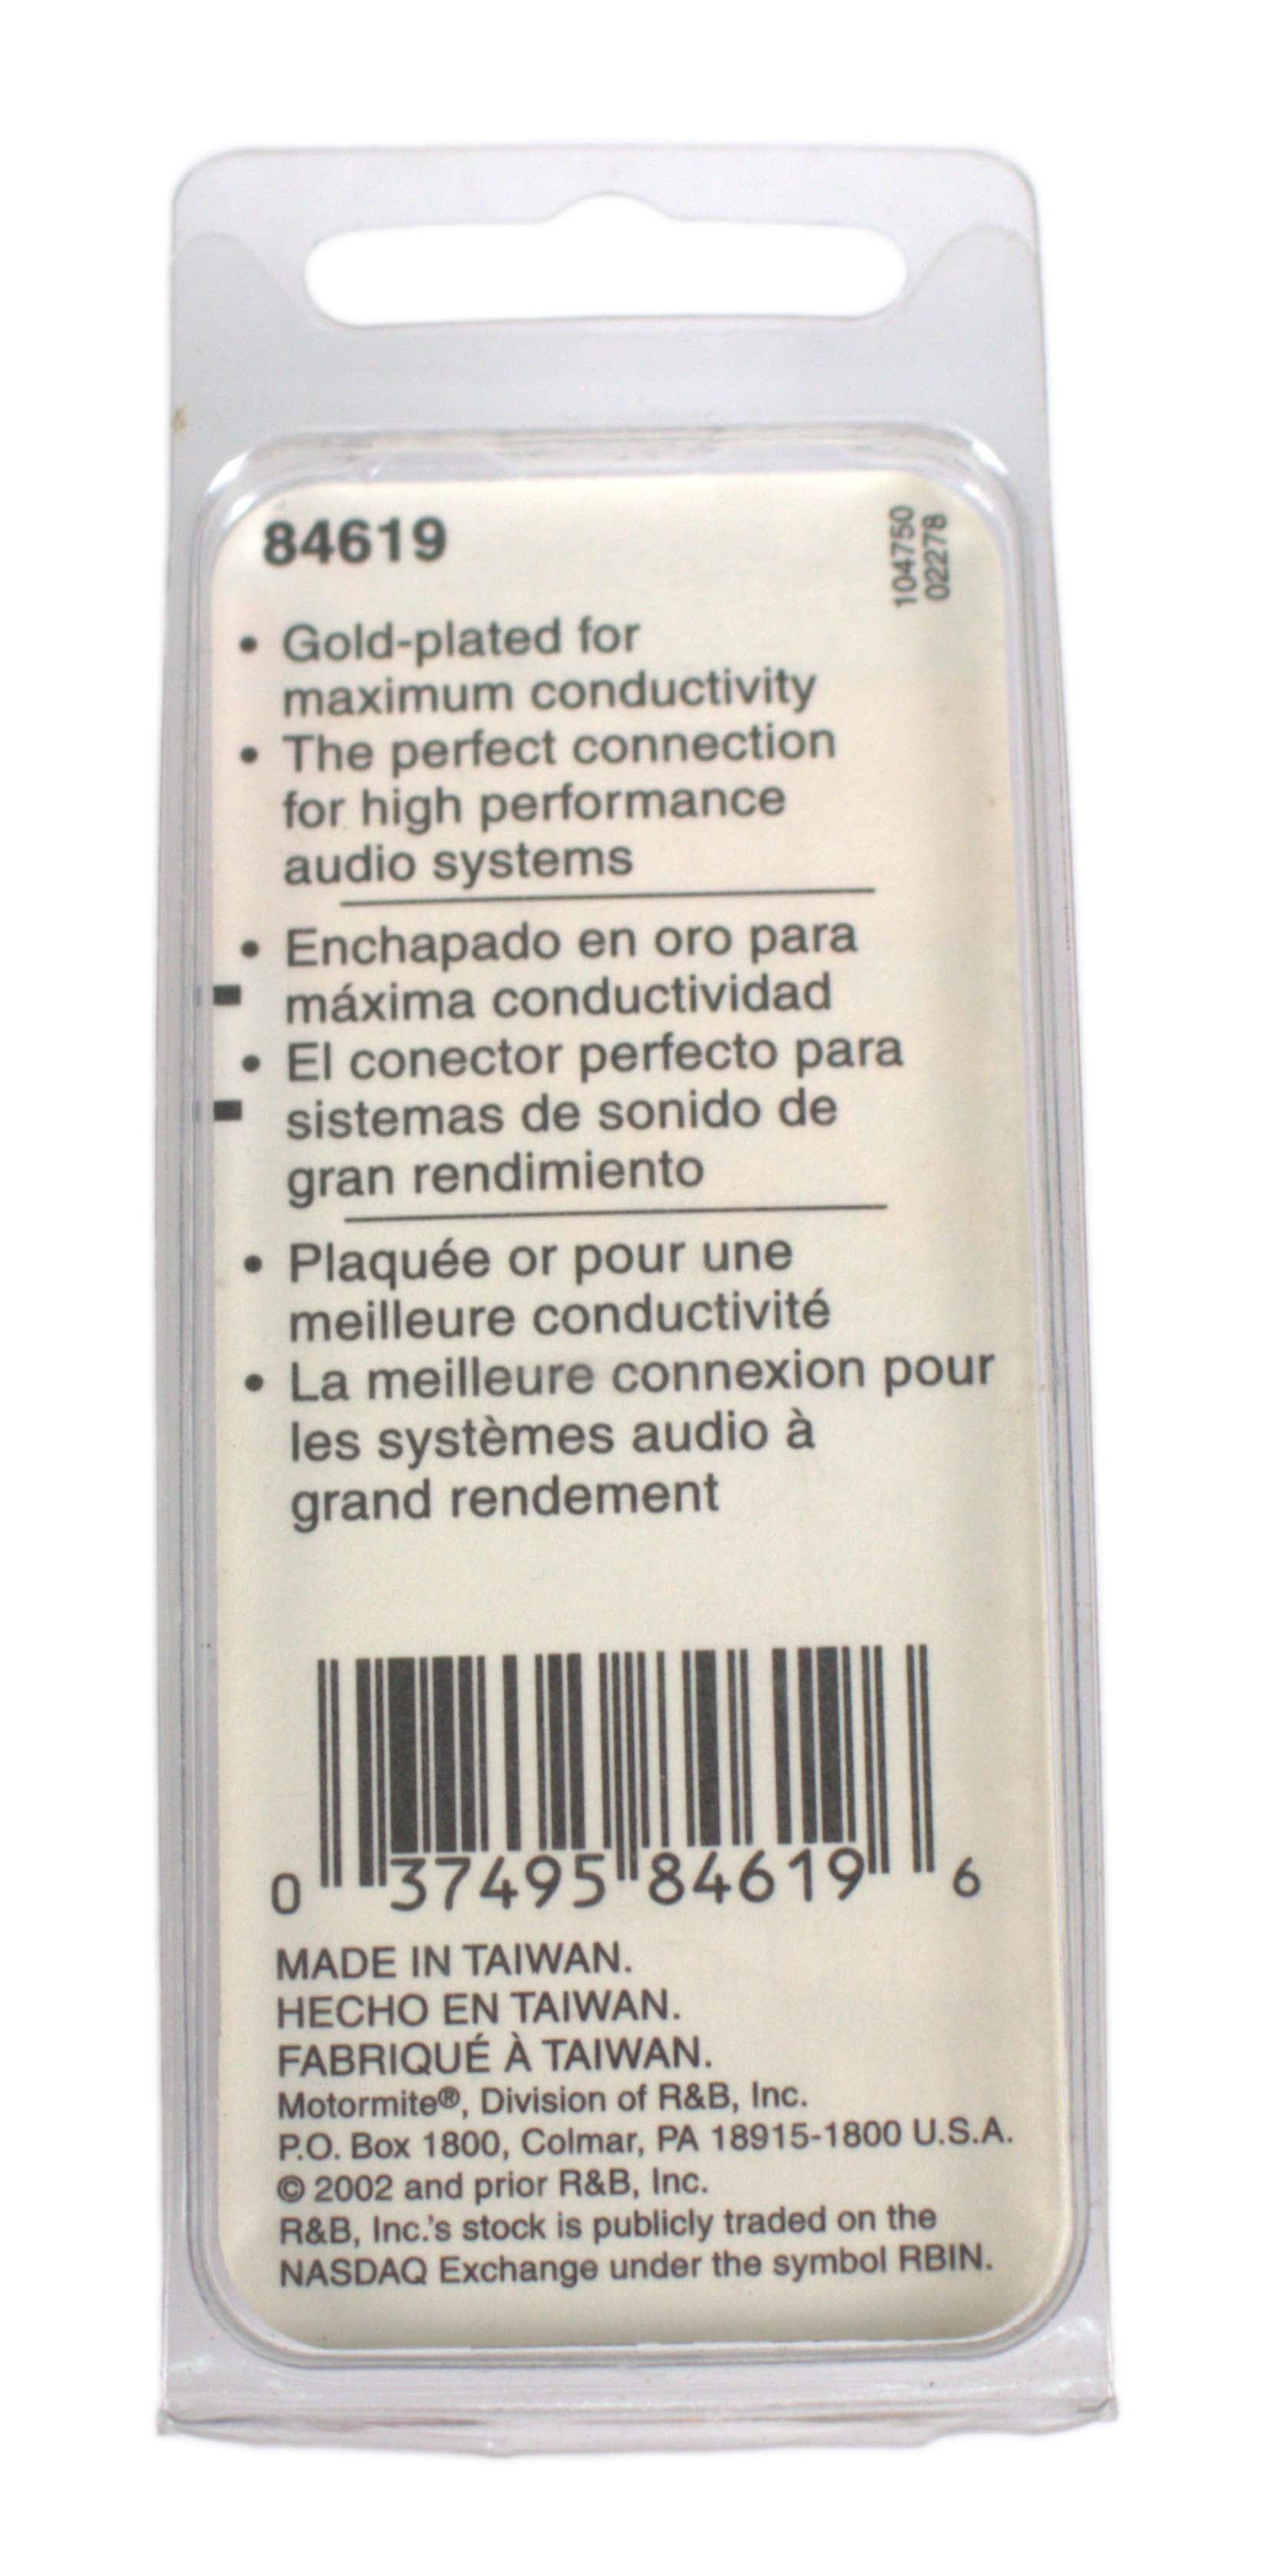 84619
104750
02278
• Gold-plated for
maximum conductivity
• The perfect connection
for high performance
audio systems
• Enchapado en oro para
máxima conductividad
• El conector perfecto para
sistemas de sonido de
gran rendimiento
• Plaquée or pour une
meilleure conductivité
• La meilleure connexion pour
les systèmes audio à
grand rendement
0 37495 84619 6
MADE IN TAIWAN.
HECHO EN TAIWAN.
FABRIQUÉ À TAIWAN.
Motormite®, Division of R&B, Inc.
P.O. Box 1800, Colmar, PA 18915-1800 U.S.A.
© 2002 and prior R&B, Inc.
R&B, Inc.'s stock is publicly traded on the
NASDAQ Exchange under the symbol RBIN.